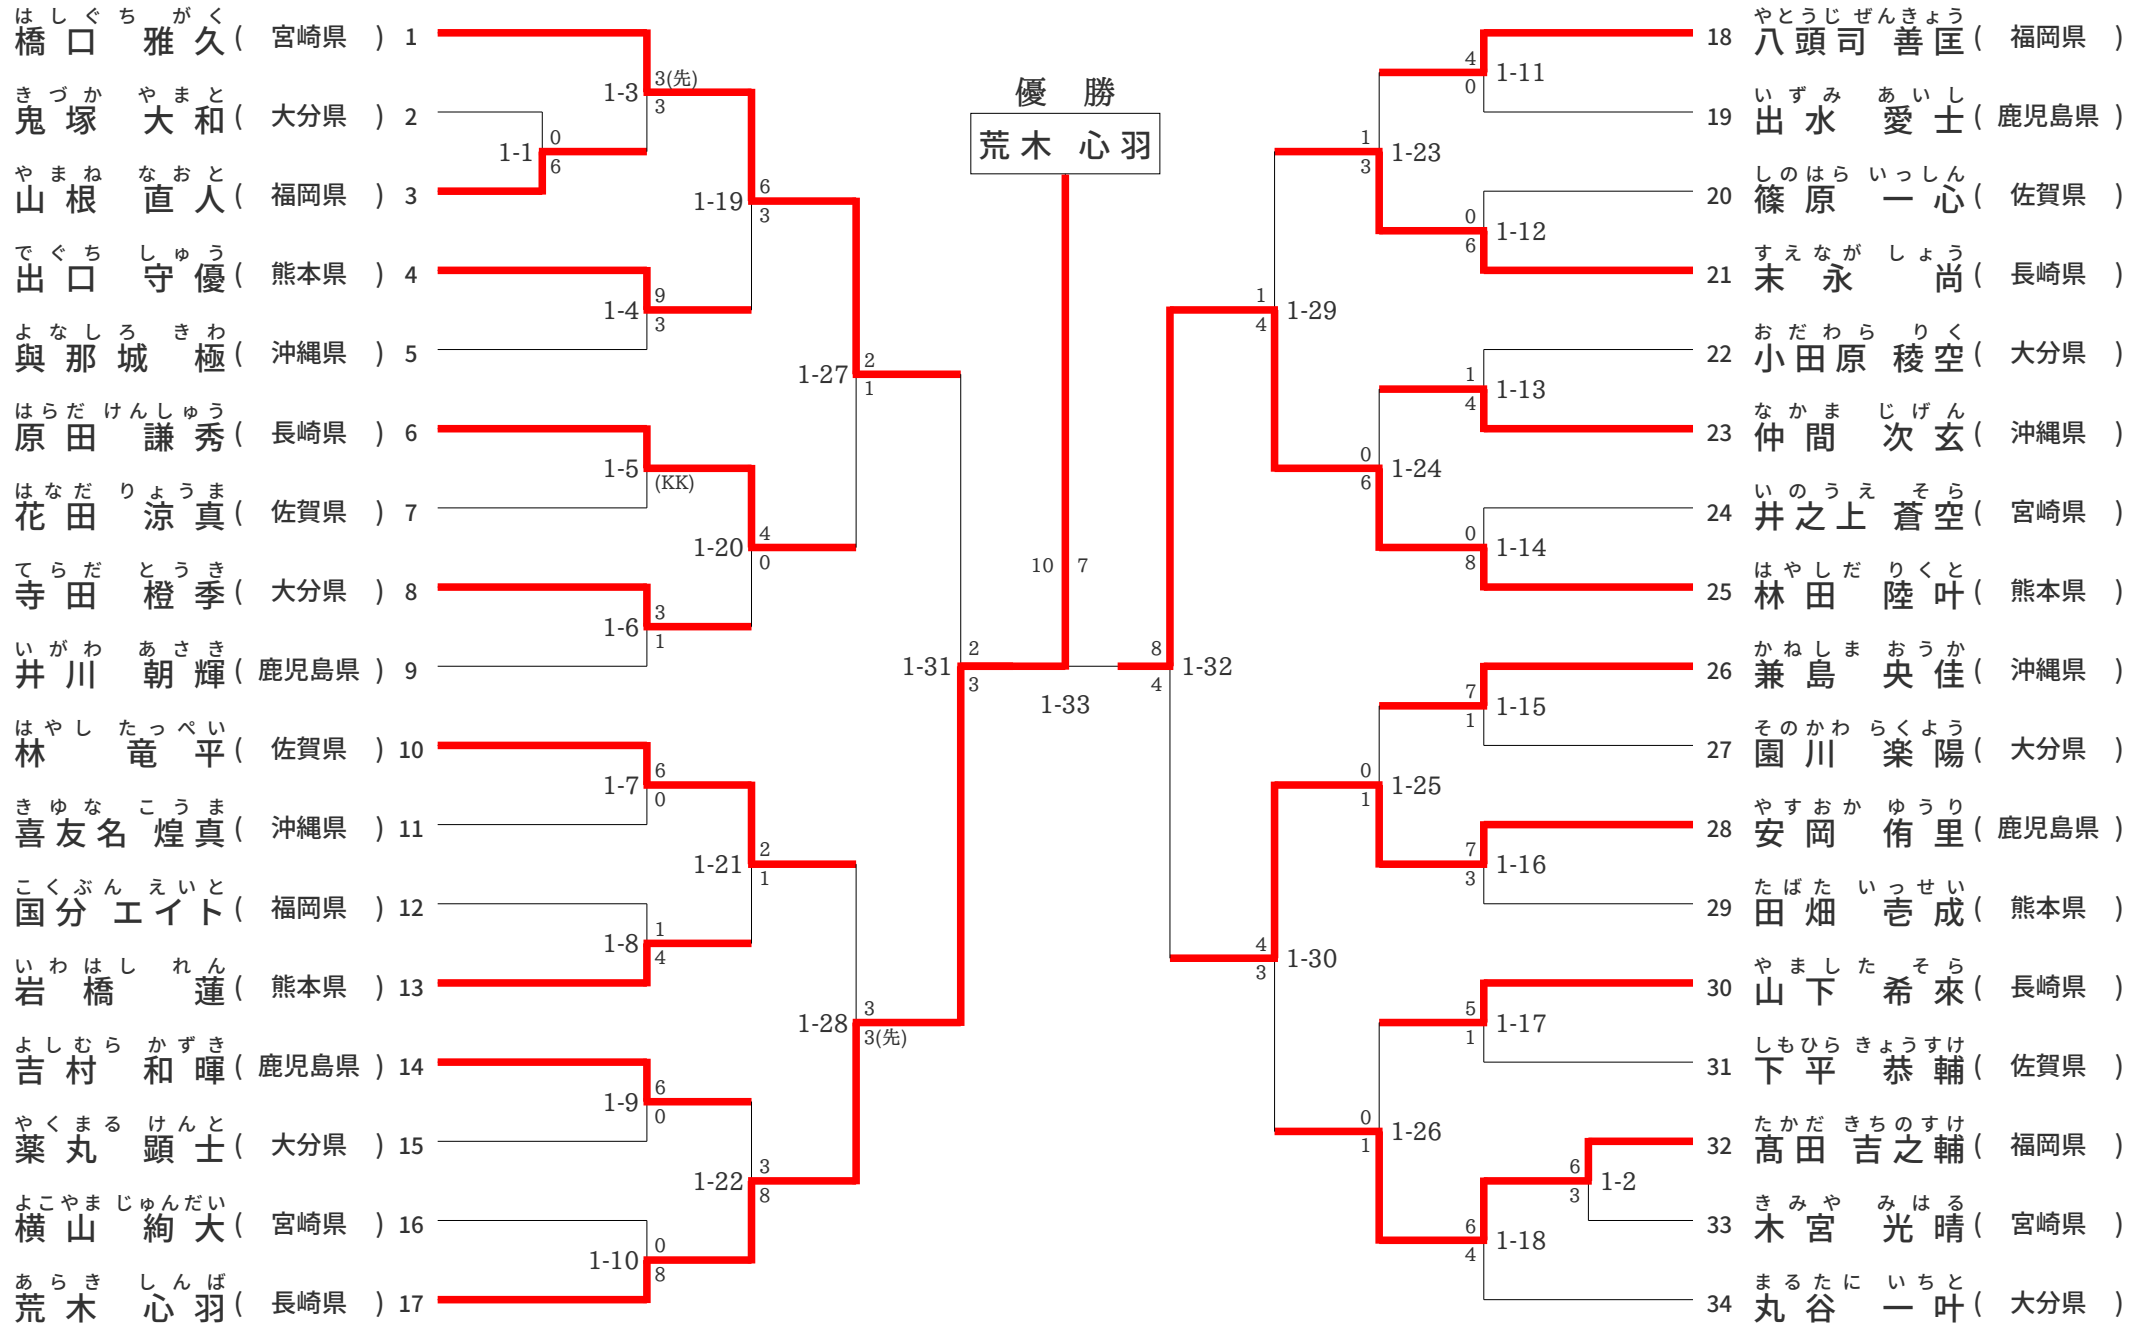 はしぐち がく
橋口 雅久 ( 宮崎県 ) 1
きづか やまと
鬼塚 大和 ( 大分県 ) 2
やまね なおと
山根 直人 ( 福岡県 ) 3
でぐち しゅう
出口 守優 ( 熊本県 ) 4
よなしろ きわ
與那城 極 ( 沖縄県 ) 5
はらだ けんしゅう
原田 謙秀 ( 長崎県 ) 6
はなだ りょうま
花田 涼真 ( 佐賀県 ) 7
てらだ とうき
寺田 橙季 ( 大分県 ) 8
いがわ あさき
井川 朝輝 ( 鹿児島県 ) 9
はやし たっぺい
林 竜平 ( 佐賀県 ) 10
きゆな こうま
喜友名 煌真 ( 沖縄県 ) 11
こくぶん えいと
国分 エイト ( 福岡県 ) 12
いわはし れん
岩橋 蓮 ( 熊本県 ) 13
よしむら かずき
吉村 和暉 ( 鹿児島県 ) 14
やくまる けんと
薬丸 顕士 ( 大分県 ) 15
よこやま じゅんだい
横山 絢大 ( 宮崎県 ) 16
あらき しんば
荒木 心羽 ( 長崎県 ) 17
1-1
0
6
1-3
3(先)
3
1-4
9
3
1-5
(KK)
1-6
3
1
1-7
6
0
1-8
1
4
1-9
6
0
1-10
0
8
1-19
6
3
1-20
4
0
1-21
2
1
1-22
3
8
1-27
2
1
1-28
3
3(先)
1-31
2
3
優 勝
荒木 心羽
10 7
1-33
8
4
1-32
1
4
1-29
4
3
1-30
1
3
1-23
0
6
1-24
0
1
1-25
0
1
1-26
4
0
1-11
0
6
1-12
1
4
1-13
0
8
1-14
7
1
1-15
7
3
1-16
5
1
1-17
6
4
1-18
6
3
1-2
やとうじ ぜんきょう
18 八頭司 善匡 ( 福岡県 )
いずみ あいし
19 出水 愛士 ( 鹿児島県 )
しのはら いっしん
20 篠原 一心 ( 佐賀県 )
すえなが しょう
21 末永 尚 ( 長崎県 )
おだわら りく
22 小田原 稜空 ( 大分県 )
なかま じげん
23 仲間 次玄 ( 沖縄県 )
いのうえ そら
24 井之上 蒼空 ( 宮崎県 )
はやしだ りくと
25 林田 陸叶 ( 熊本県 )
かねしま おうか
26 兼島 央佳 ( 沖縄県 )
そのかわ らくよう
27 園川 楽陽 ( 大分県 )
やすおか ゆうり
28 安岡 侑里 ( 鹿児島県 )
たばた いっせい
29 田畑 壱成 ( 熊本県 )
やました そら
30 山下 希來 ( 長崎県 )
しもひら きょうすけ
31 下平 恭輔 ( 佐賀県 )
たかだ きちのすけ
32 髙田 吉之輔 ( 福岡県 )
きみや みはる
33 木宮 光晴 ( 宮崎県 )
まるたに いちと
34 丸谷 一叶 ( 大分県 )